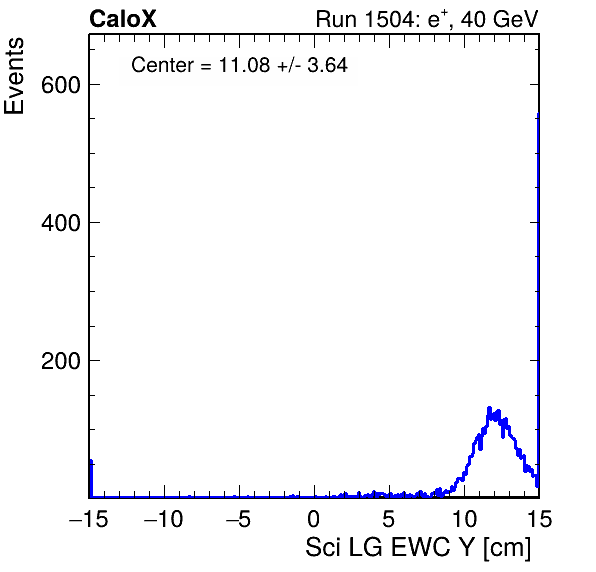 CaloX Run 1504: e⁺, 40 GeV
Center = 11.08 +/- 3.64
Events
600
400
200
−15 −10 −5 0 5 10 15
Sci LG EWC Y [cm]